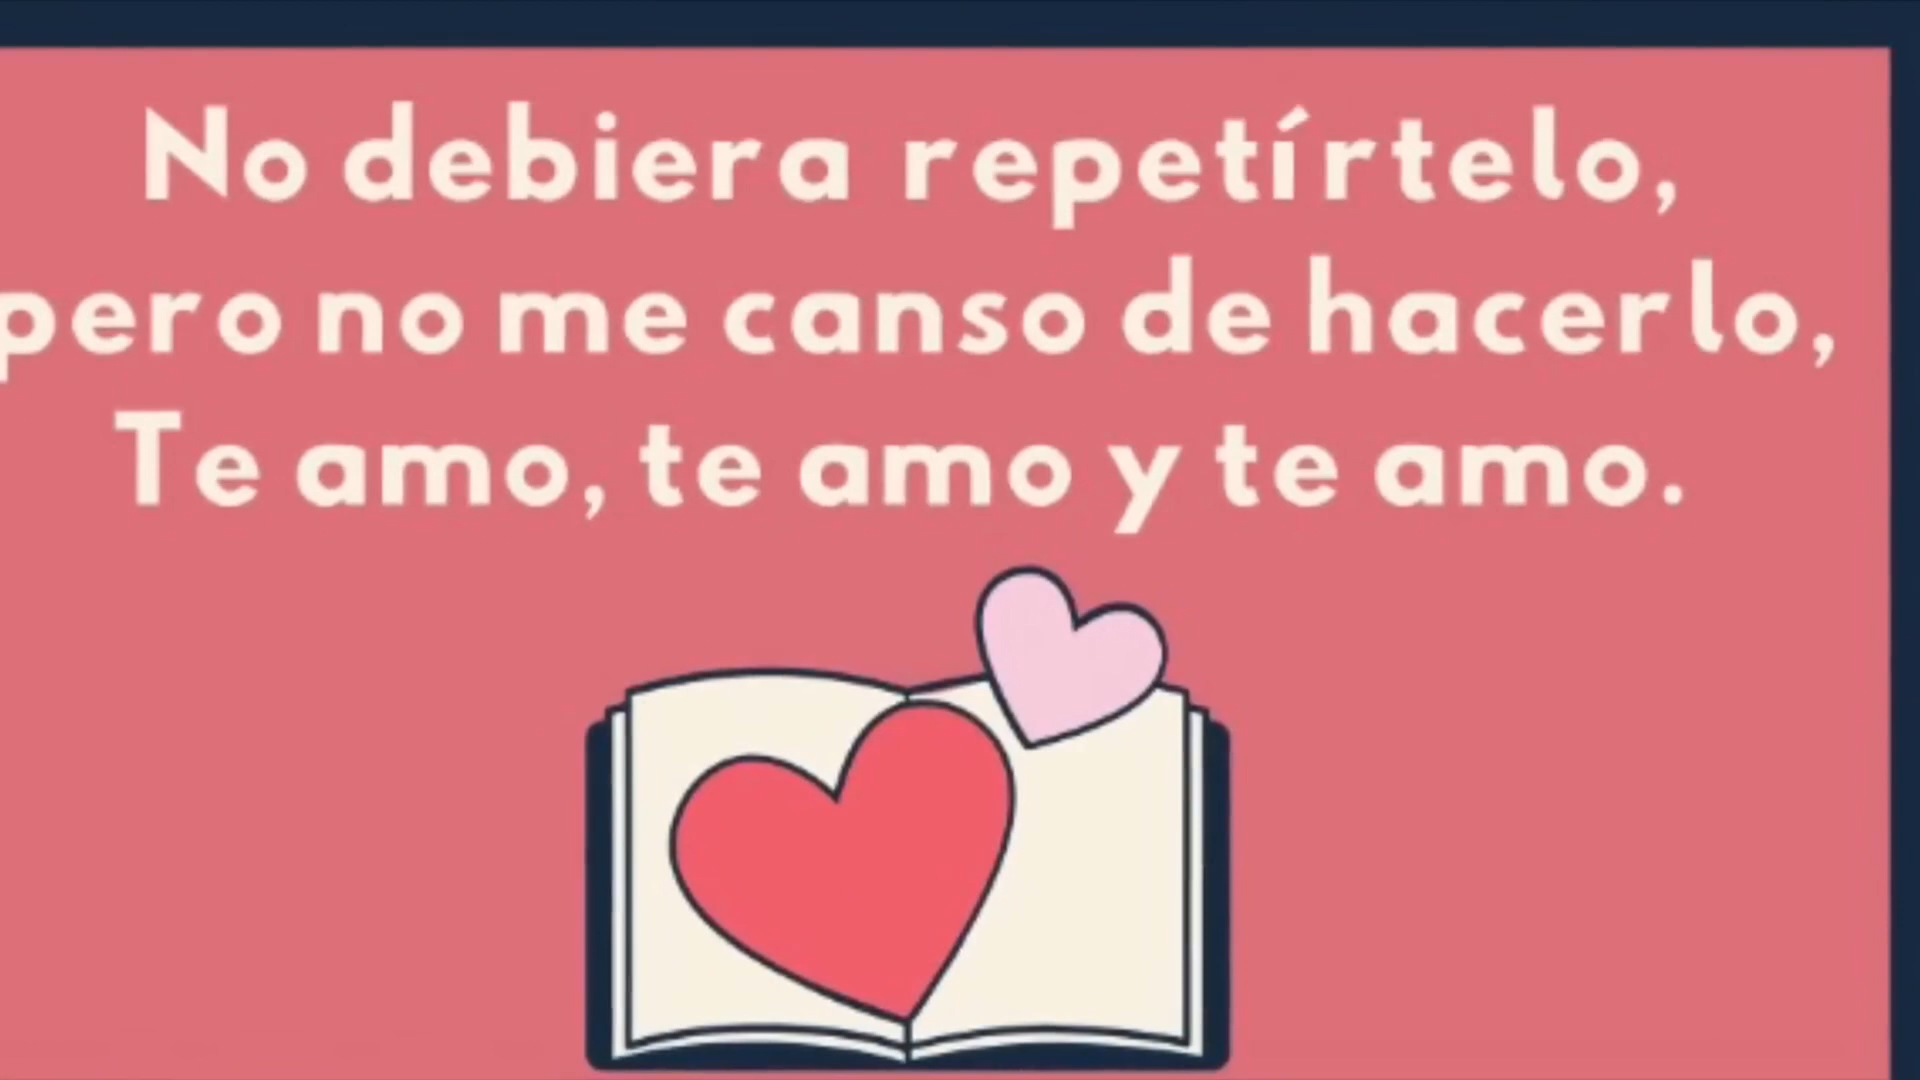 No debiera repetírtelo,
pero no me canso de hacerlo,
Te amo, te amo y te amo.